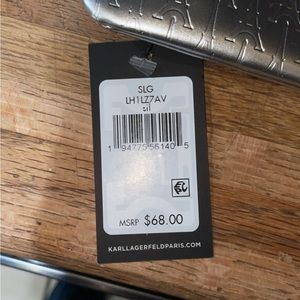 SLG
LH1LZ7AV
sil
1 94775 56140 5
MSRP $68.00
KARLLAGERFELDPARIS.COM